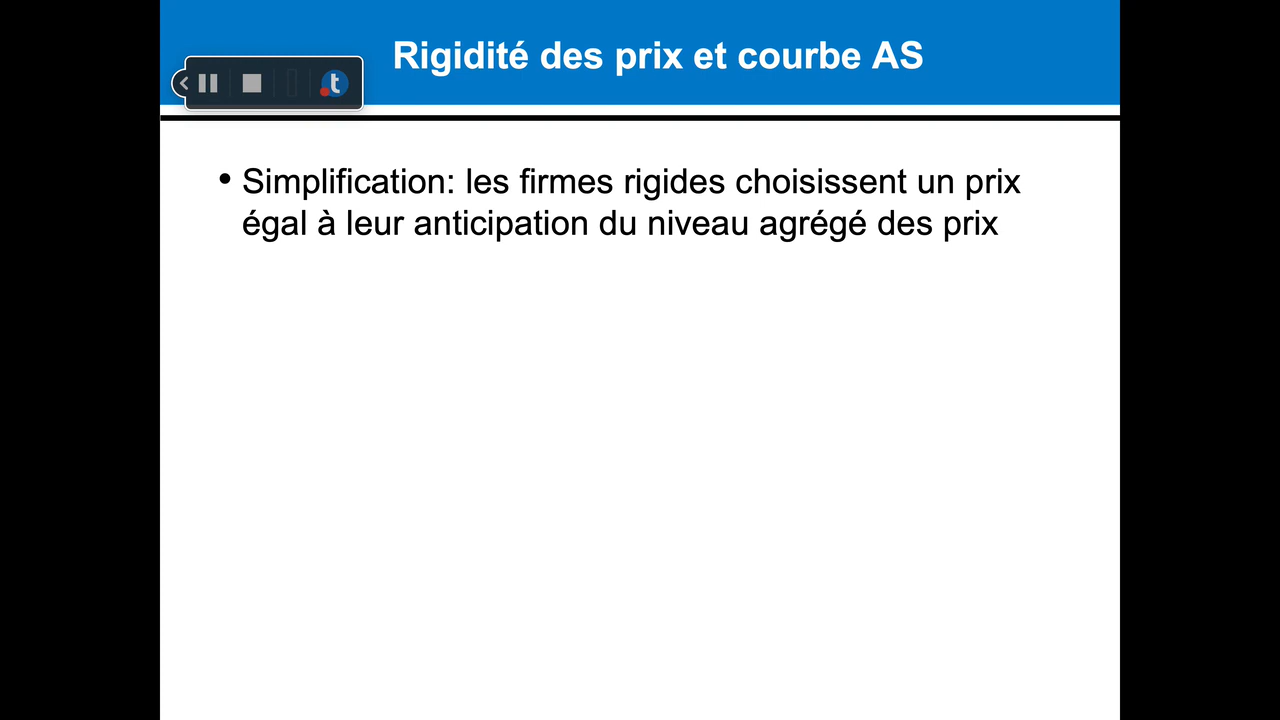 Rigidité des prix et courbe AS
t
• Simplification: les firmes rigides choisissent un prix
égal à leur anticipation du niveau agrégé des prix